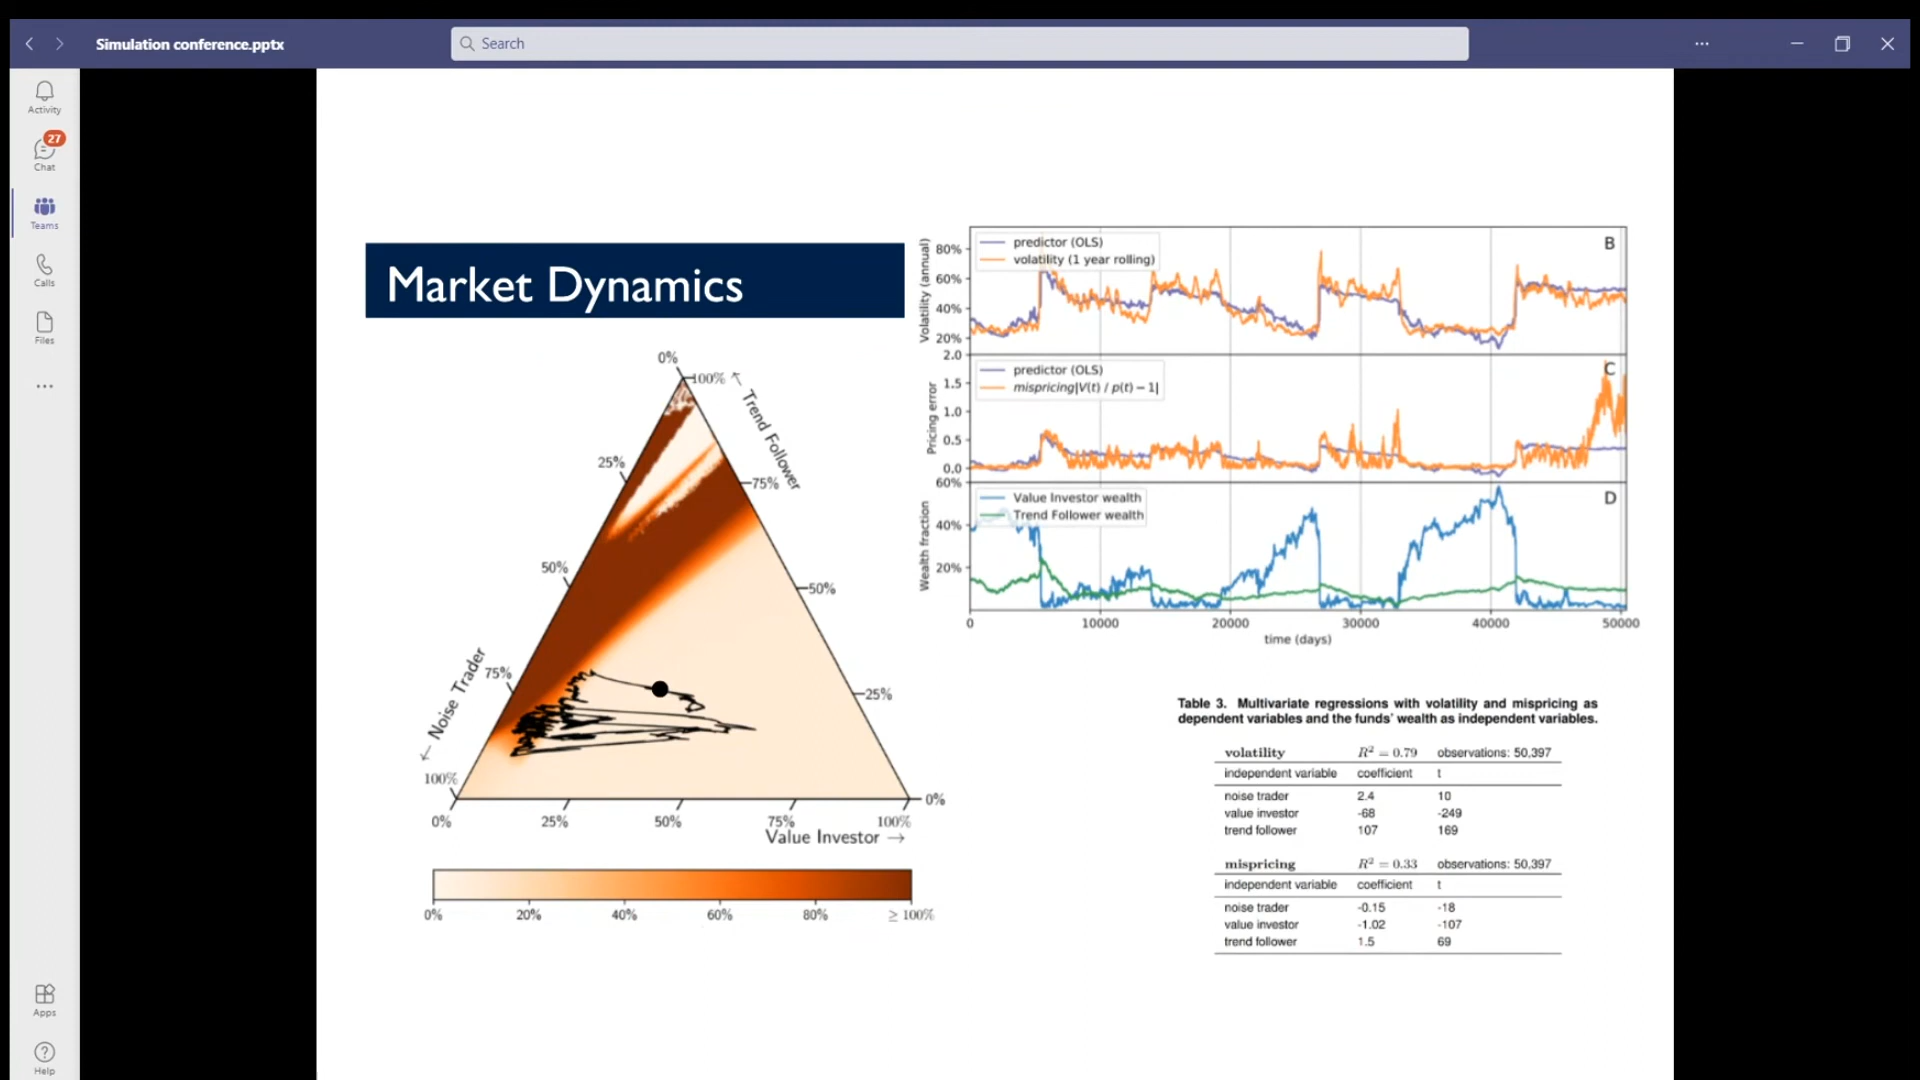 Simulation conference.pptx
Search
Activity
27
Chat
Teams
Calls
Files
Apps
Help
Market Dynamics
0%
100%
← Trend Follower
25%
75%
50%
50%
75%
25%
← Noise Trader
100%
0%
0%
25%
50%
75%
100%
Value Investor →
0%
20%
40%
60%
80%
≥ 100%
B
predictor (OLS)
volatility (1 year rolling)
Volatility (annual)
80%
60%
40%
20%
C
predictor (OLS)
mispricing|V(t) / p(t) − 1|
Pricing error
2.0
1.5
1.0
0.5
0.0
D
Value Investor wealth
Trend Follower wealth
Wealth fraction
60%
40%
20%
0
10000
20000
30000
40000
50000
time (days)
Table 3. Multivariate regressions with volatility and mispricing as
dependent variables and the funds' wealth as independent variables.
volatility R² = 0.79 observations: 50,397
independent variable coefficient t
noise trader 2.4 10
value investor -68 -249
trend follower 107 169
mispricing R² = 0.33 observations: 50,397
independent variable coefficient t
noise trader -0.15 -18
value investor -1.02 -107
trend follower 1.5 69